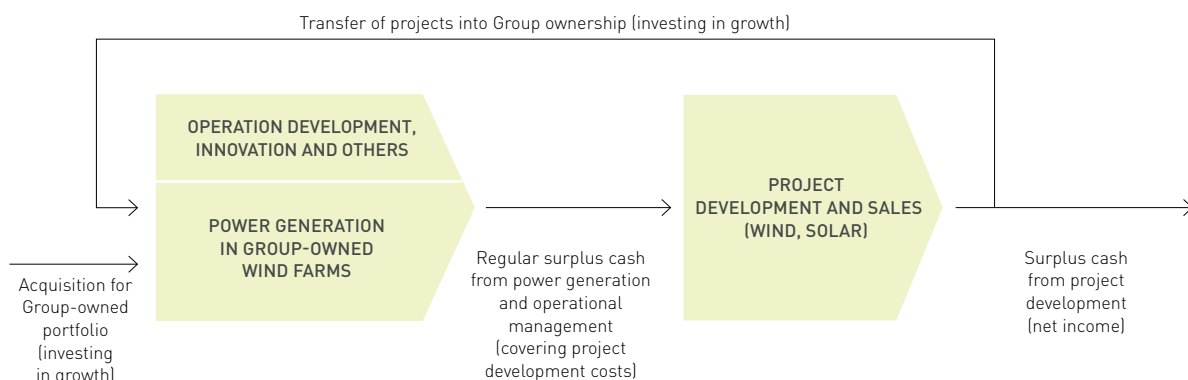 Transfer of projects into Group ownership (investing in growth)
OPERATION DEVELOPMENT,
INNOVATION AND OTHERS
POWER GENERATION
IN GROUP-OWNED
WIND FARMS
PROJECT
DEVELOPMENT AND SALES
(WIND, SOLAR)
Acquisition for
Group-owned
portfolio
(investing
in growth)
Regular surplus cash
from power generation
and operational
management
(covering project
development costs)
Surplus cash
from project
development
(net income)